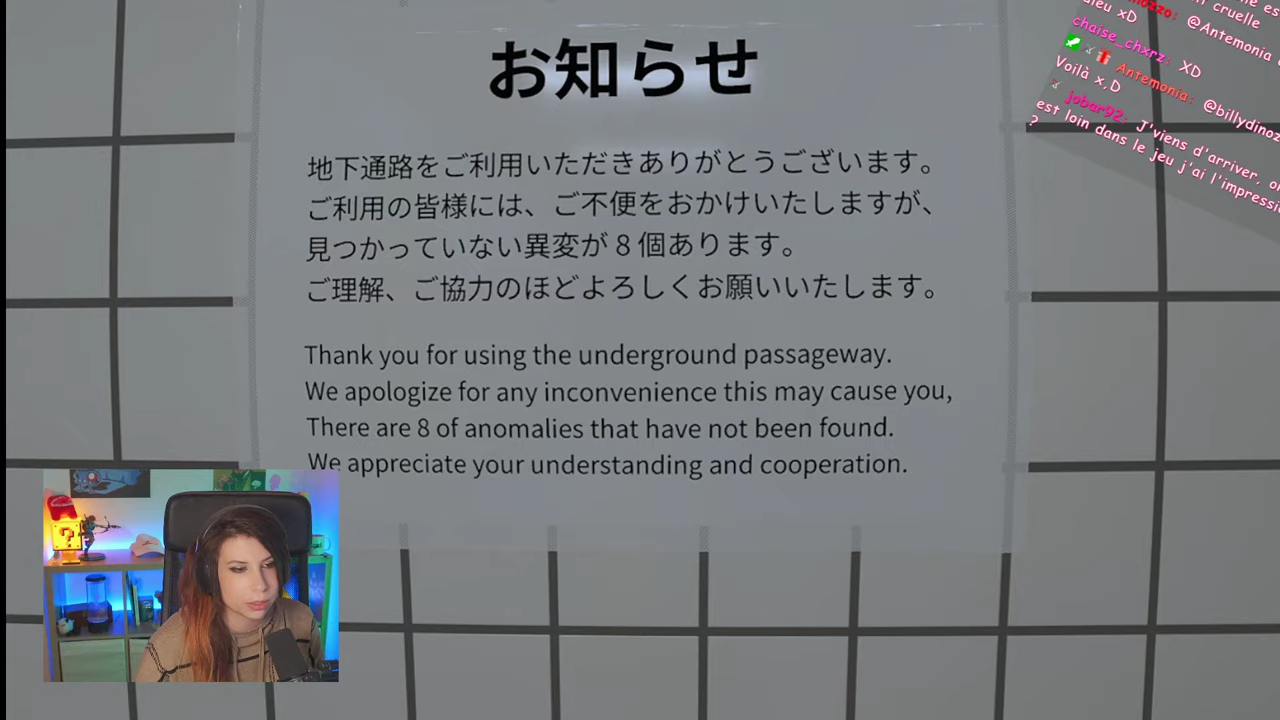 お知らせ
地下通路をご利用いただきありがとうございます。
ご利用の皆様には、ご不便をおかけいたしますが、
見つかっていない異変が8個あります。
ご理解、ご協力のほどよろしくお願いいたします。
Thank you for using the underground passageway.
We apologize for any inconvenience this may cause you,
There are 8 of anomalies that have not been found.
We appreciate your understanding and cooperation.
cruelle
xD
@Antemonia
chaise_chxrz: XD
Antemonia: @billydinoz
Voilà x,D
jobar92: J'viens d'arriver, on
est loin dans le jeu j'ai l'impressi
?
?